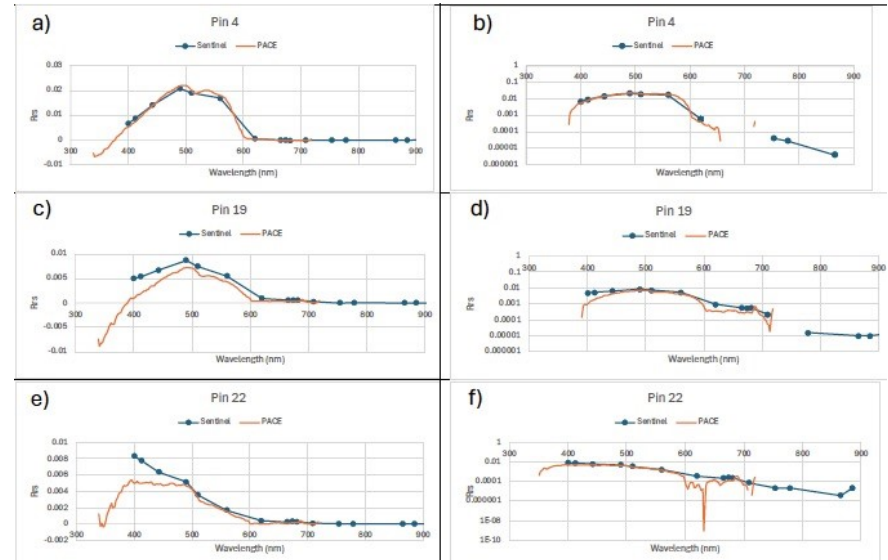 a)
Pin 4
Sentinel PACE
0.03
0.02
0.01
0
-0.01
300 400 500 600 700 800 900
Rrs
Wavelength (nm)
b)
Pin 4
Sentinel PACE
1
0.1
0.01
0.001
0.0001
0.00001
0.000001
300 400 500 600 700 800 900
Rrs
Wavelength (nm)
c)
Pin 19
Sentinel PACE
0.01
0.005
0
-0.005
-0.01
300 400 500 600 700 800 900
Rrs
Wavelength (nm)
d)
Pin 19
Sentinel PACE
1
0.1
0.01
0.001
0.0001
0.00001
0.000001
300 400 500 600 700 800 900
Rrs
Wavelength (nm)
e)
Pin 22
Sentinel PACE
0.01
0.008
0.006
0.004
0.002
0
-0.002
300 400 500 600 700 800 900
Rrs
Wavelength (nm)
f)
Pin 22
Sentinel PACE
1
0.01
0.0001
0.000001
1E-08
1E-10
300 400 500 600 700 800 900
Rrs
Wavelength (nm)